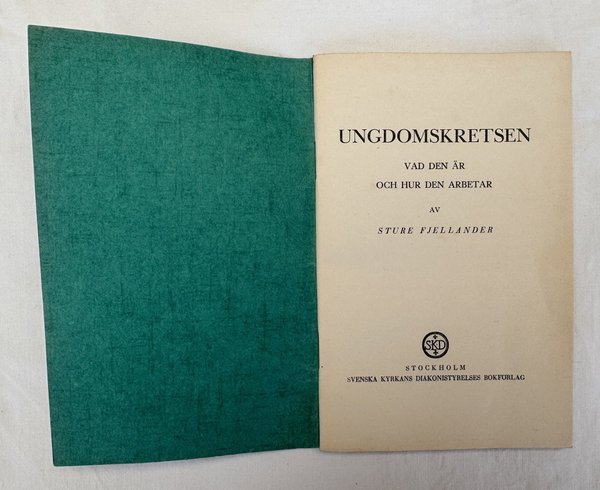 UNGDOMSKRETSEN
VAD DEN ÄR
OCH HUR DEN ARBETAR
AV
STURE FJELLANDER
SKD
STOCKHOLM
SVENSKA KYRKANS DIAKONISTYRELSES BOKFÖRLAG